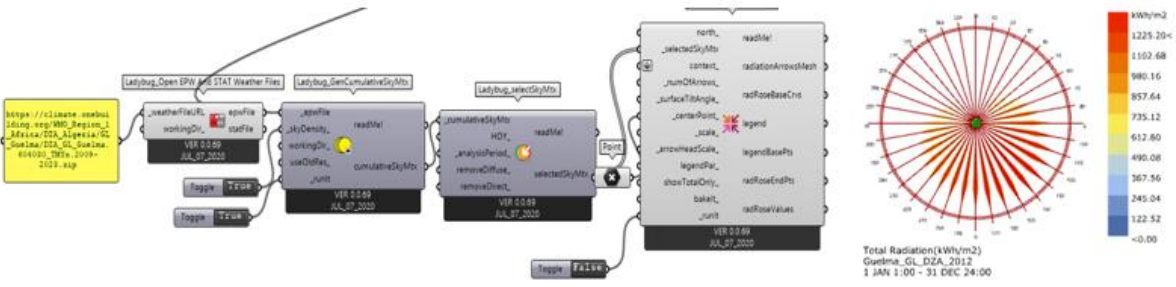 Ladybug_Open EPW And STAT Weather Files
https://climate.onebui
lding.org/WMO_Region_1
_Africa/DZA_Algeria/GL
_Guelma/DZA_GL_Guelma.
2023.zip
_weatherFileURL
workingDir_
epwFile
statFile
VER 0.0.69
JUL_07_2020
Ladybug_GenCumulativeSkyMtx
_epwFile
_skyDensity_
workingDir_
useOldRes_
_runIt
readMe!
cumulativeSkyMtx
VER 0.0.69
JUL_07_2020
Toggle True
Toggle True
Ladybug_selectSkyMtx
_cumulativeSkyMtx
HOY_
_analysisPeriod_
removeDiffuse_
removeDirect_
readMe!
selectedSkyMtx
VER 0.0.69
JUL_07_2020
Point
north_
_selectedSkyMtx
context_
_numOfArrows_
_surfaceTiltAngle_
_centerPoint_
_scale_
_arrowHeadScale_
legendPar_
showTotalOnly_
bakeIt_
_runIt
readMe!
radiationArrowsMesh
radRoseBaseCrvs
legend
legendBasePts
radRoseEndPts
radRoseValues
VER 0.0.69
JUL_07_2020
Toggle False
kWh/m2
1225.20<
1102.68
980.16
857.64
735.12
612.60
490.08
367.56
245.04
122.52
<0.00
Total Radiation(kWh/m2)
Guelma_GL_DZA_2012
1 JAN 1:00 - 31 DEC 24:00